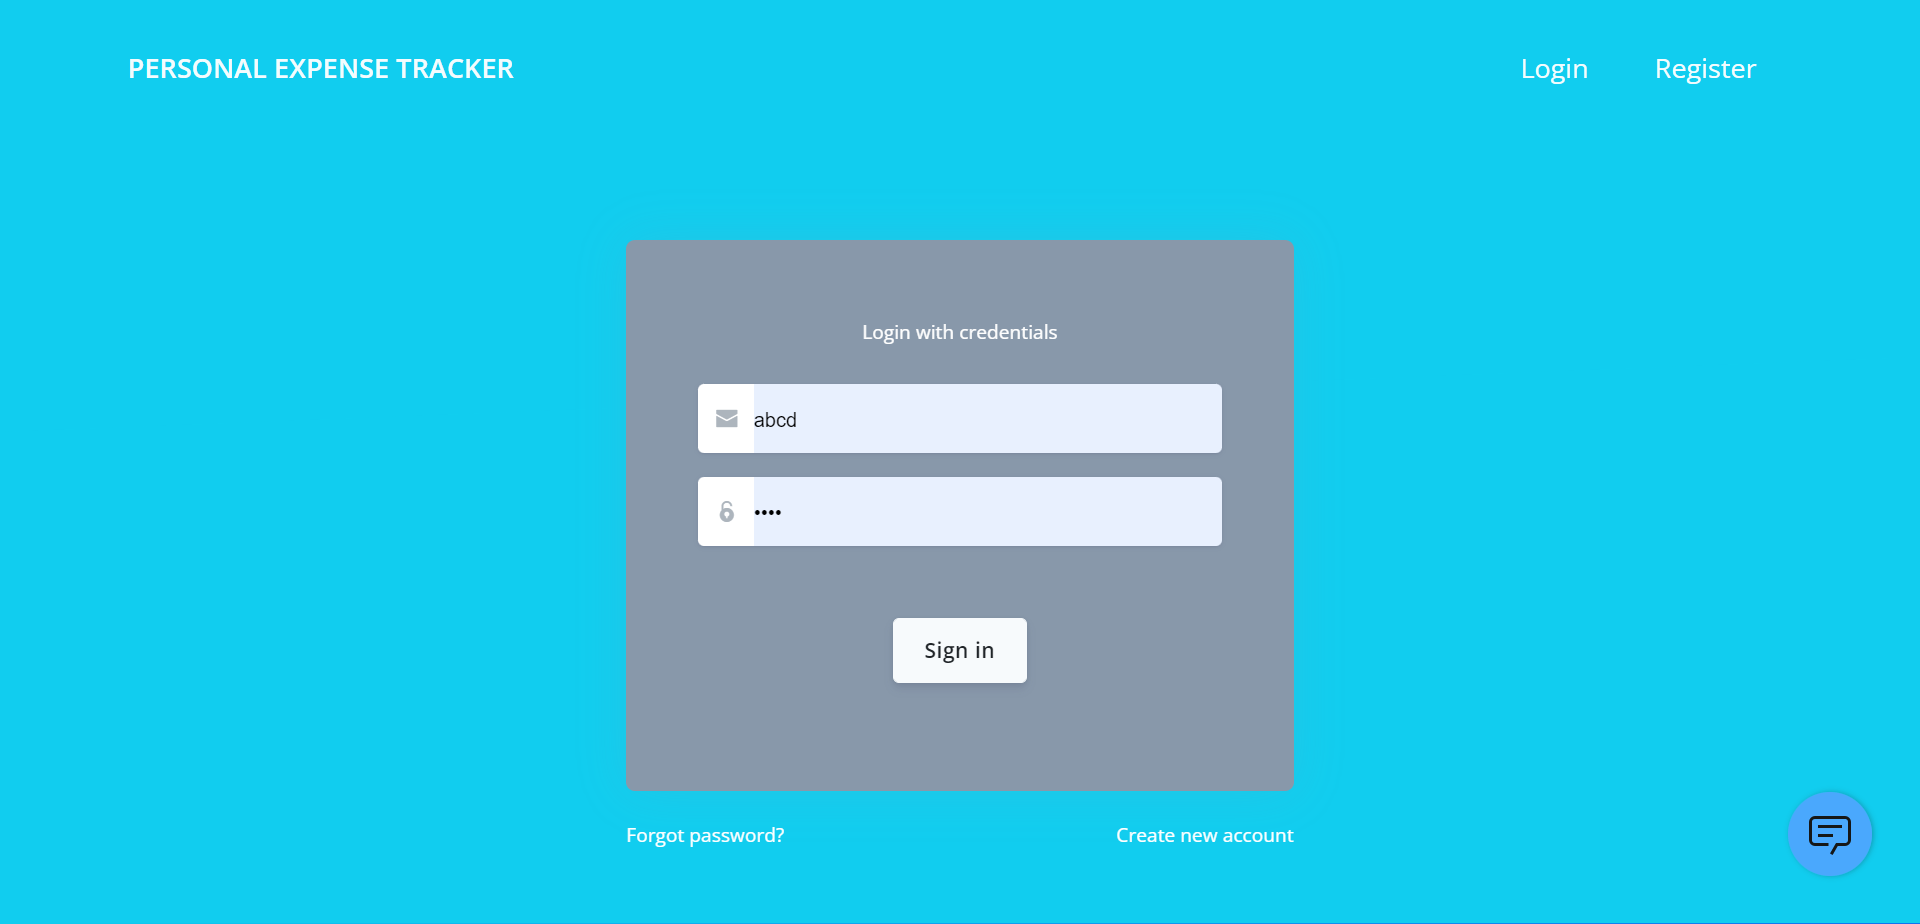 PERSONAL EXPENSE TRACKER
Login
Register
Login with credentials
abcd
••••
Sign in
Forgot password?
Create new account